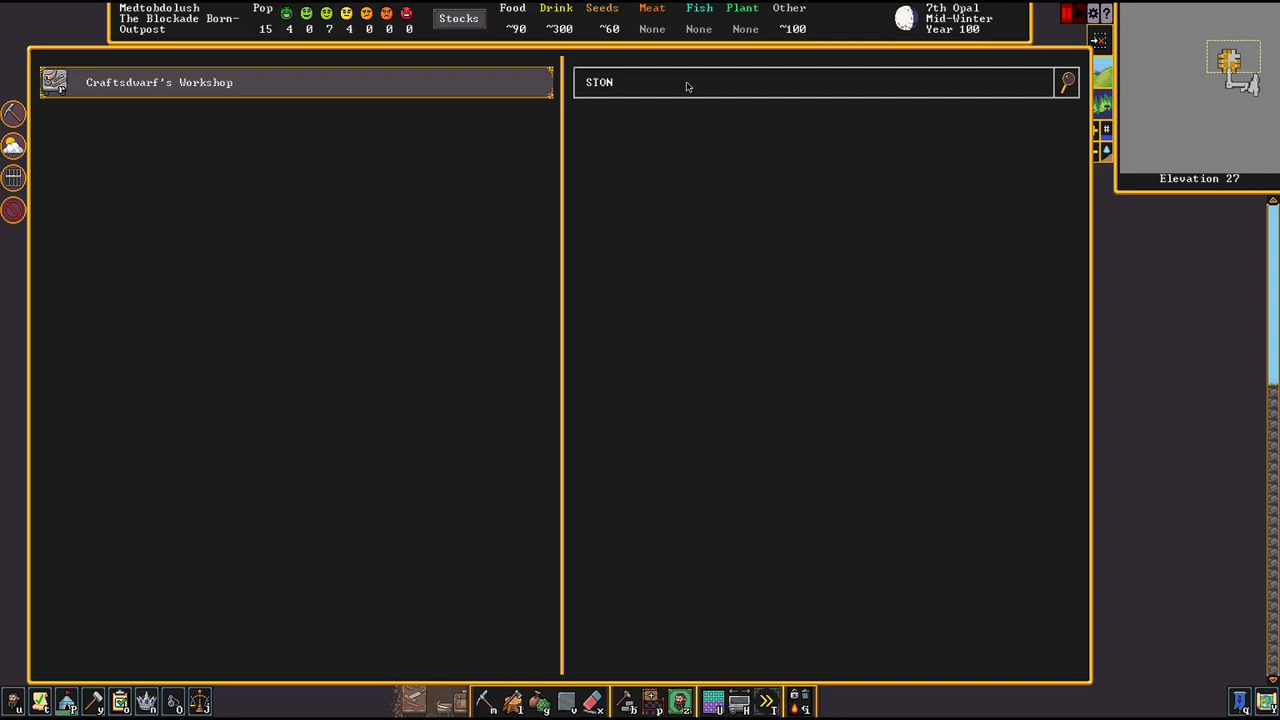 Medtobdolush
The Blockade Born-
Outpost
Pop
15 4 0 7 4 0 0 0
Stocks
Food Drink Seeds Meat Fish Plant Other
~90 ~300 ~60 None None None ~100
7th Opal
Mid-Winter
Year 100
?
Craftsdwarf's Workshop
r
STON
Elevation 27
u t P y o n O J
m l g v x b p z U H T q i
q